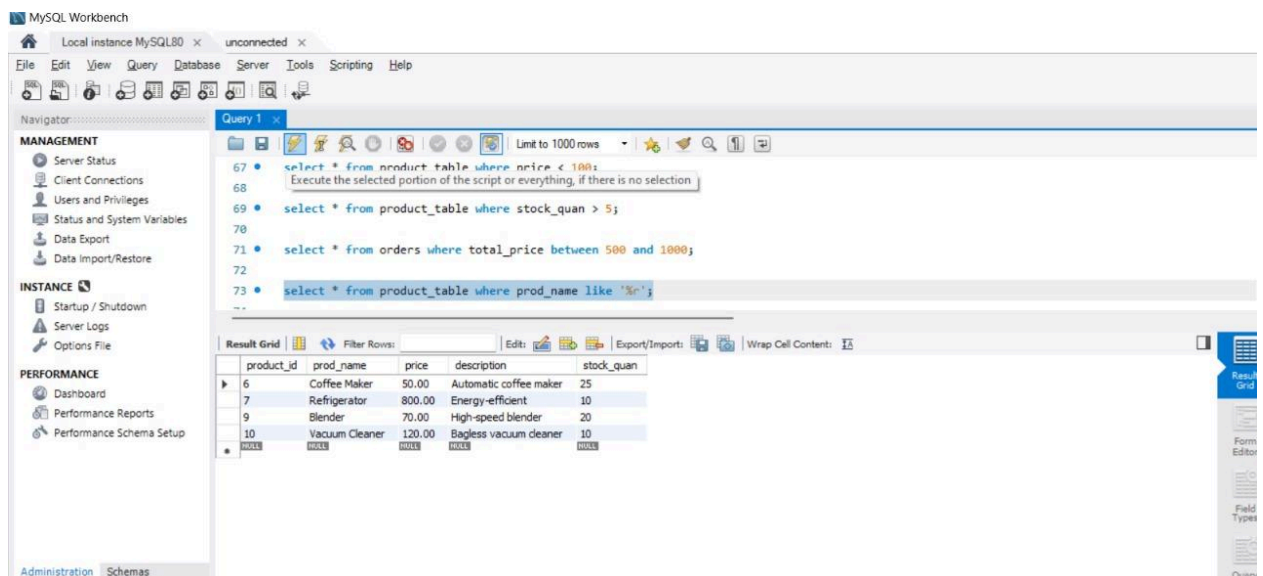 MySQL Workbench
Local instance MySQL80 × unconnected ×
File Edit View Query Database Server Tools Scripting Help
Navigator
Query 1 ×
MANAGEMENT
Server Status
Client Connections
Users and Privileges
Status and System Variables
Data Export
Data Import/Restore
INSTANCE
Startup / Shutdown
Server Logs
Options File
PERFORMANCE
Dashboard
Performance Reports
Performance Schema Setup
Administration Schemas
Limit to 1000 rows
67 select * from product_table where price < 100;
Execute the selected portion of the script or everything, if there is no selection
68
69 select * from product_table where stock_quan > 5;
70
71 select * from orders where total_price between 500 and 1000;
72
73 select * from product_table where prod_name like '%r';
Result Grid Filter Rows: Edit: Export/Import: Wrap Cell Content:
product_id prod_name price description stock_quan
6 Coffee Maker 50.00 Automatic coffee maker 25
7 Refrigerator 800.00 Energy-efficient 10
9 Blender 70.00 High-speed blender 20
10 Vacuum Cleaner 120.00 Bagless vacuum cleaner 10
NULL NULL NULL NULL NULL
Result
Grid
Form
Editor
Field
Types